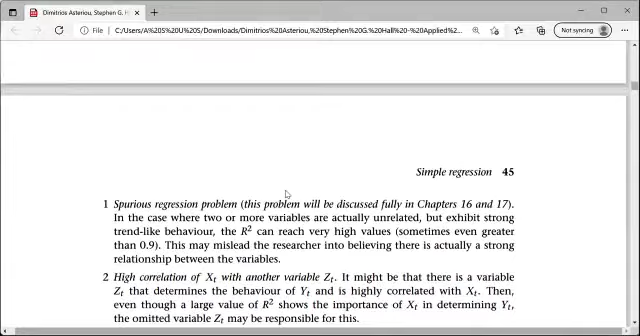 Dimitrios Asteriou, Stephen G. H
File
C:/Users/A%20S%20U%20S/Downloads/Dimitrios%20Asteriou,%20Stephen%20G.%20Hall%20-%20Applied%2...
Not syncing
Simple regression 45
1 Spurious regression problem (this problem will be discussed fully in Chapters 16 and 17).
In the case where two or more variables are actually unrelated, but exhibit strong
trend-like behaviour, the R² can reach very high values (sometimes even greater
than 0.9). This may mislead the researcher into believing there is actually a strong
relationship between the variables.
2 High correlation of Xₜ with another variable Zₜ. It might be that there is a variable
Zₜ that determines the behaviour of Yₜ and is highly correlated with Xₜ. Then,
even though a large value of R² shows the importance of Xₜ in determining Yₜ,
the omitted variable Zₜ may be responsible for this.